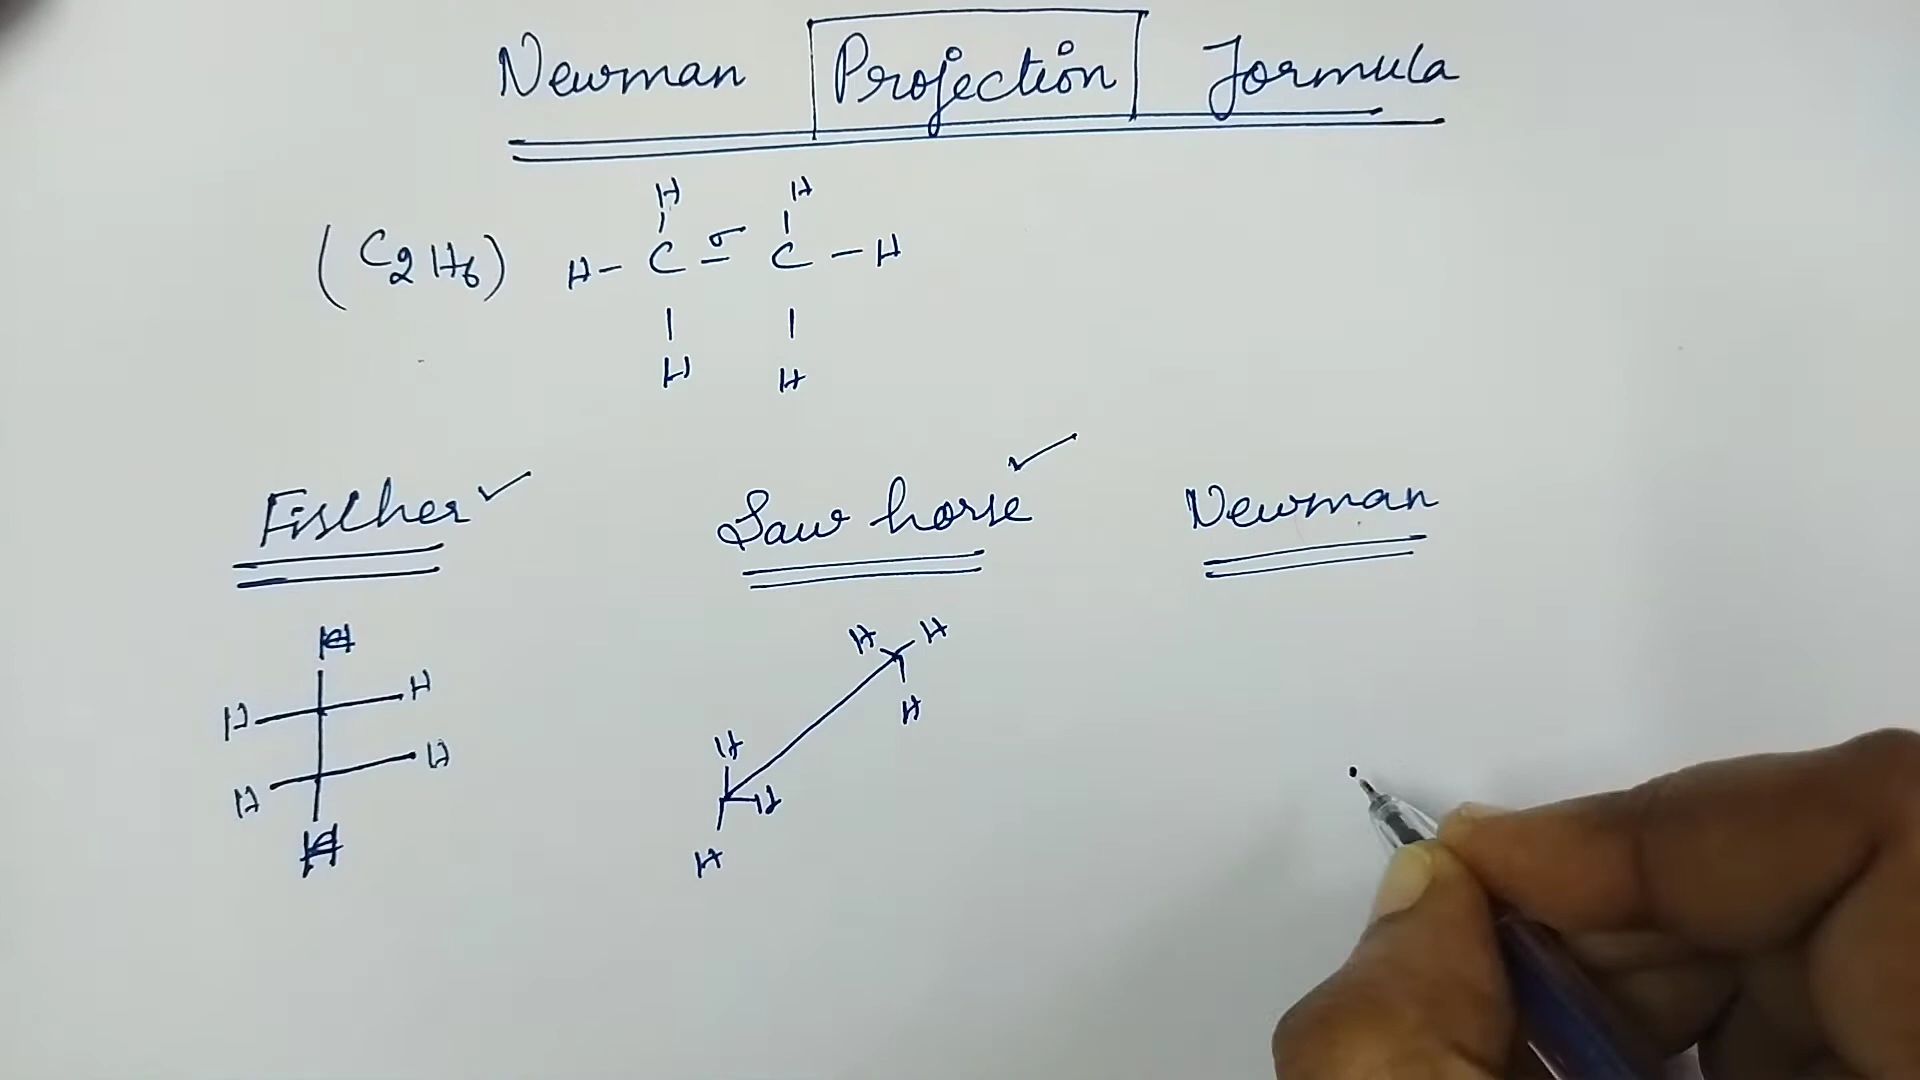 Newman Projection Formula
H H
(C2H6) H- C σ- C -H
| |
H H
Fischer ✓ Saw horse ✓ Newman
H H
H H
H H
H
H H
H H
H